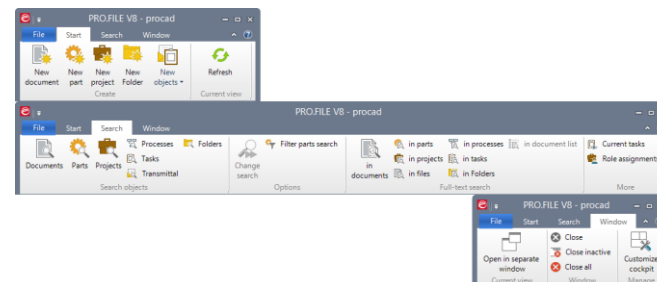 PRO.FILE V8 - procad
File Start Search Window
New document New part New project New Folder New objects Refresh
Create Current view
PRO.FILE V8 - procad
File Start Search Window
Documents Parts Projects Processes Tasks Transmittal Folders Change search Filter parts search in documents in parts in projects in files in processes in tasks in Folders in document list Current tasks Role assignments
Search objects Options Full-text search More
PRO.FILE V8 - procad
File Start Search Window
Open in separate window Close Close inactive Close all Customize cockpit
Current view Window Manage